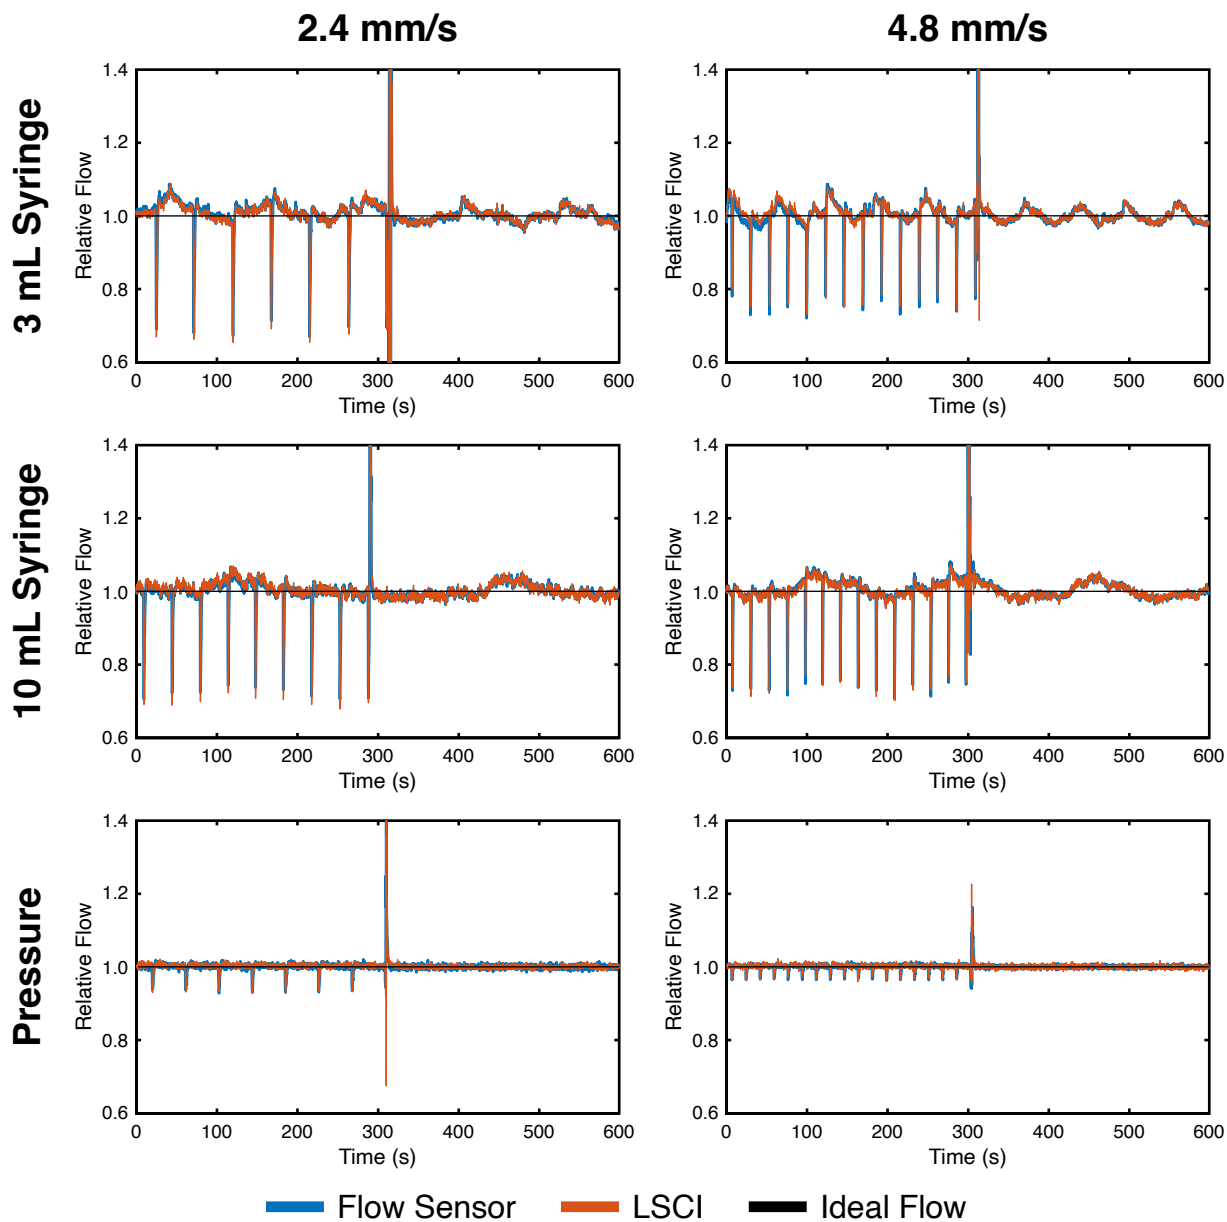 2.4 mm/s 4.8 mm/s
3 mL Syringe
Relative Flow
1.4
1.2
1.0
0.8
0.6
0 100 200 300 400 500 600
Time (s)
Relative Flow
1.4
1.2
1.0
0.8
0.6
0 100 200 300 400 500 600
Time (s)
10 mL Syringe
Relative Flow
1.4
1.2
1.0
0.8
0.6
0 100 200 300 400 500 600
Time (s)
Relative Flow
1.4
1.2
1.0
0.8
0.6
0 100 200 300 400 500 600
Time (s)
Pressure
Relative Flow
1.4
1.2
1.0
0.8
0.6
0 100 200 300 400 500 600
Time (s)
Relative Flow
1.4
1.2
1.0
0.8
0.6
0 100 200 300 400 500 600
Time (s)
Flow Sensor LSCI Ideal Flow